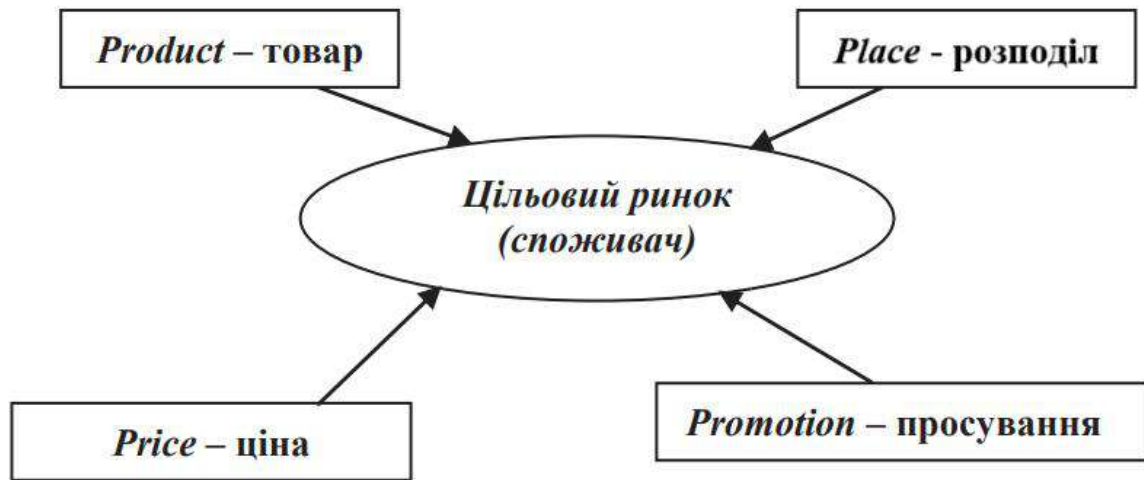 Product – товар
Place - розподіл
Цільовий ринок
(споживач)
Price – ціна
Promotion – просування